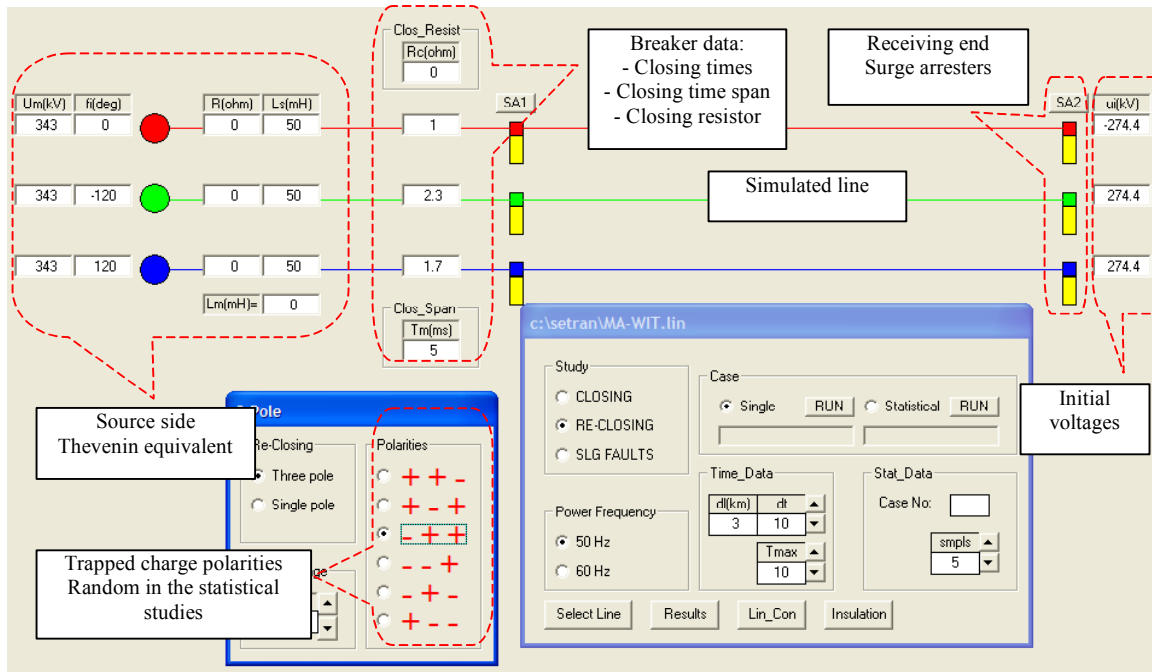 Clos_Resist
Rc(ohm)
0
Breaker data:
- Closing times
- Closing time span
- Closing resistor
Receiving end
Surge arresters
Um(kV) fi(deg) R(ohm) Ls(mH) SA1 SA2 ui(kV)
343 0 0 50 1 -274.4
343 -120 0 50 2.3 274.4
Simulated line
343 120 0 50 1.7 274.4
Lm(mH)= 0
Clos_Span
Tm(ms)
5
Source side
Thevenin equivalent
Pole
Re-Closing
Three pole
Single pole
Polarities
+ + -
+ - +
- + +
- - +
- + -
+ - -
Trapped charge polarities
Random in the statistical
studies
c:\setran\MA-WIT.lin
Study
CLOSING
RE-CLOSING
SLG FAULTS
Case
Single RUN Statistical RUN
Initial
voltages
Power Frequency
50 Hz
60 Hz
Time_Data
dl(km) dt
3 10
Tmax
10
Stat_Data
Case No:
smpls
5
Select Line Results Lin_Con Insulation